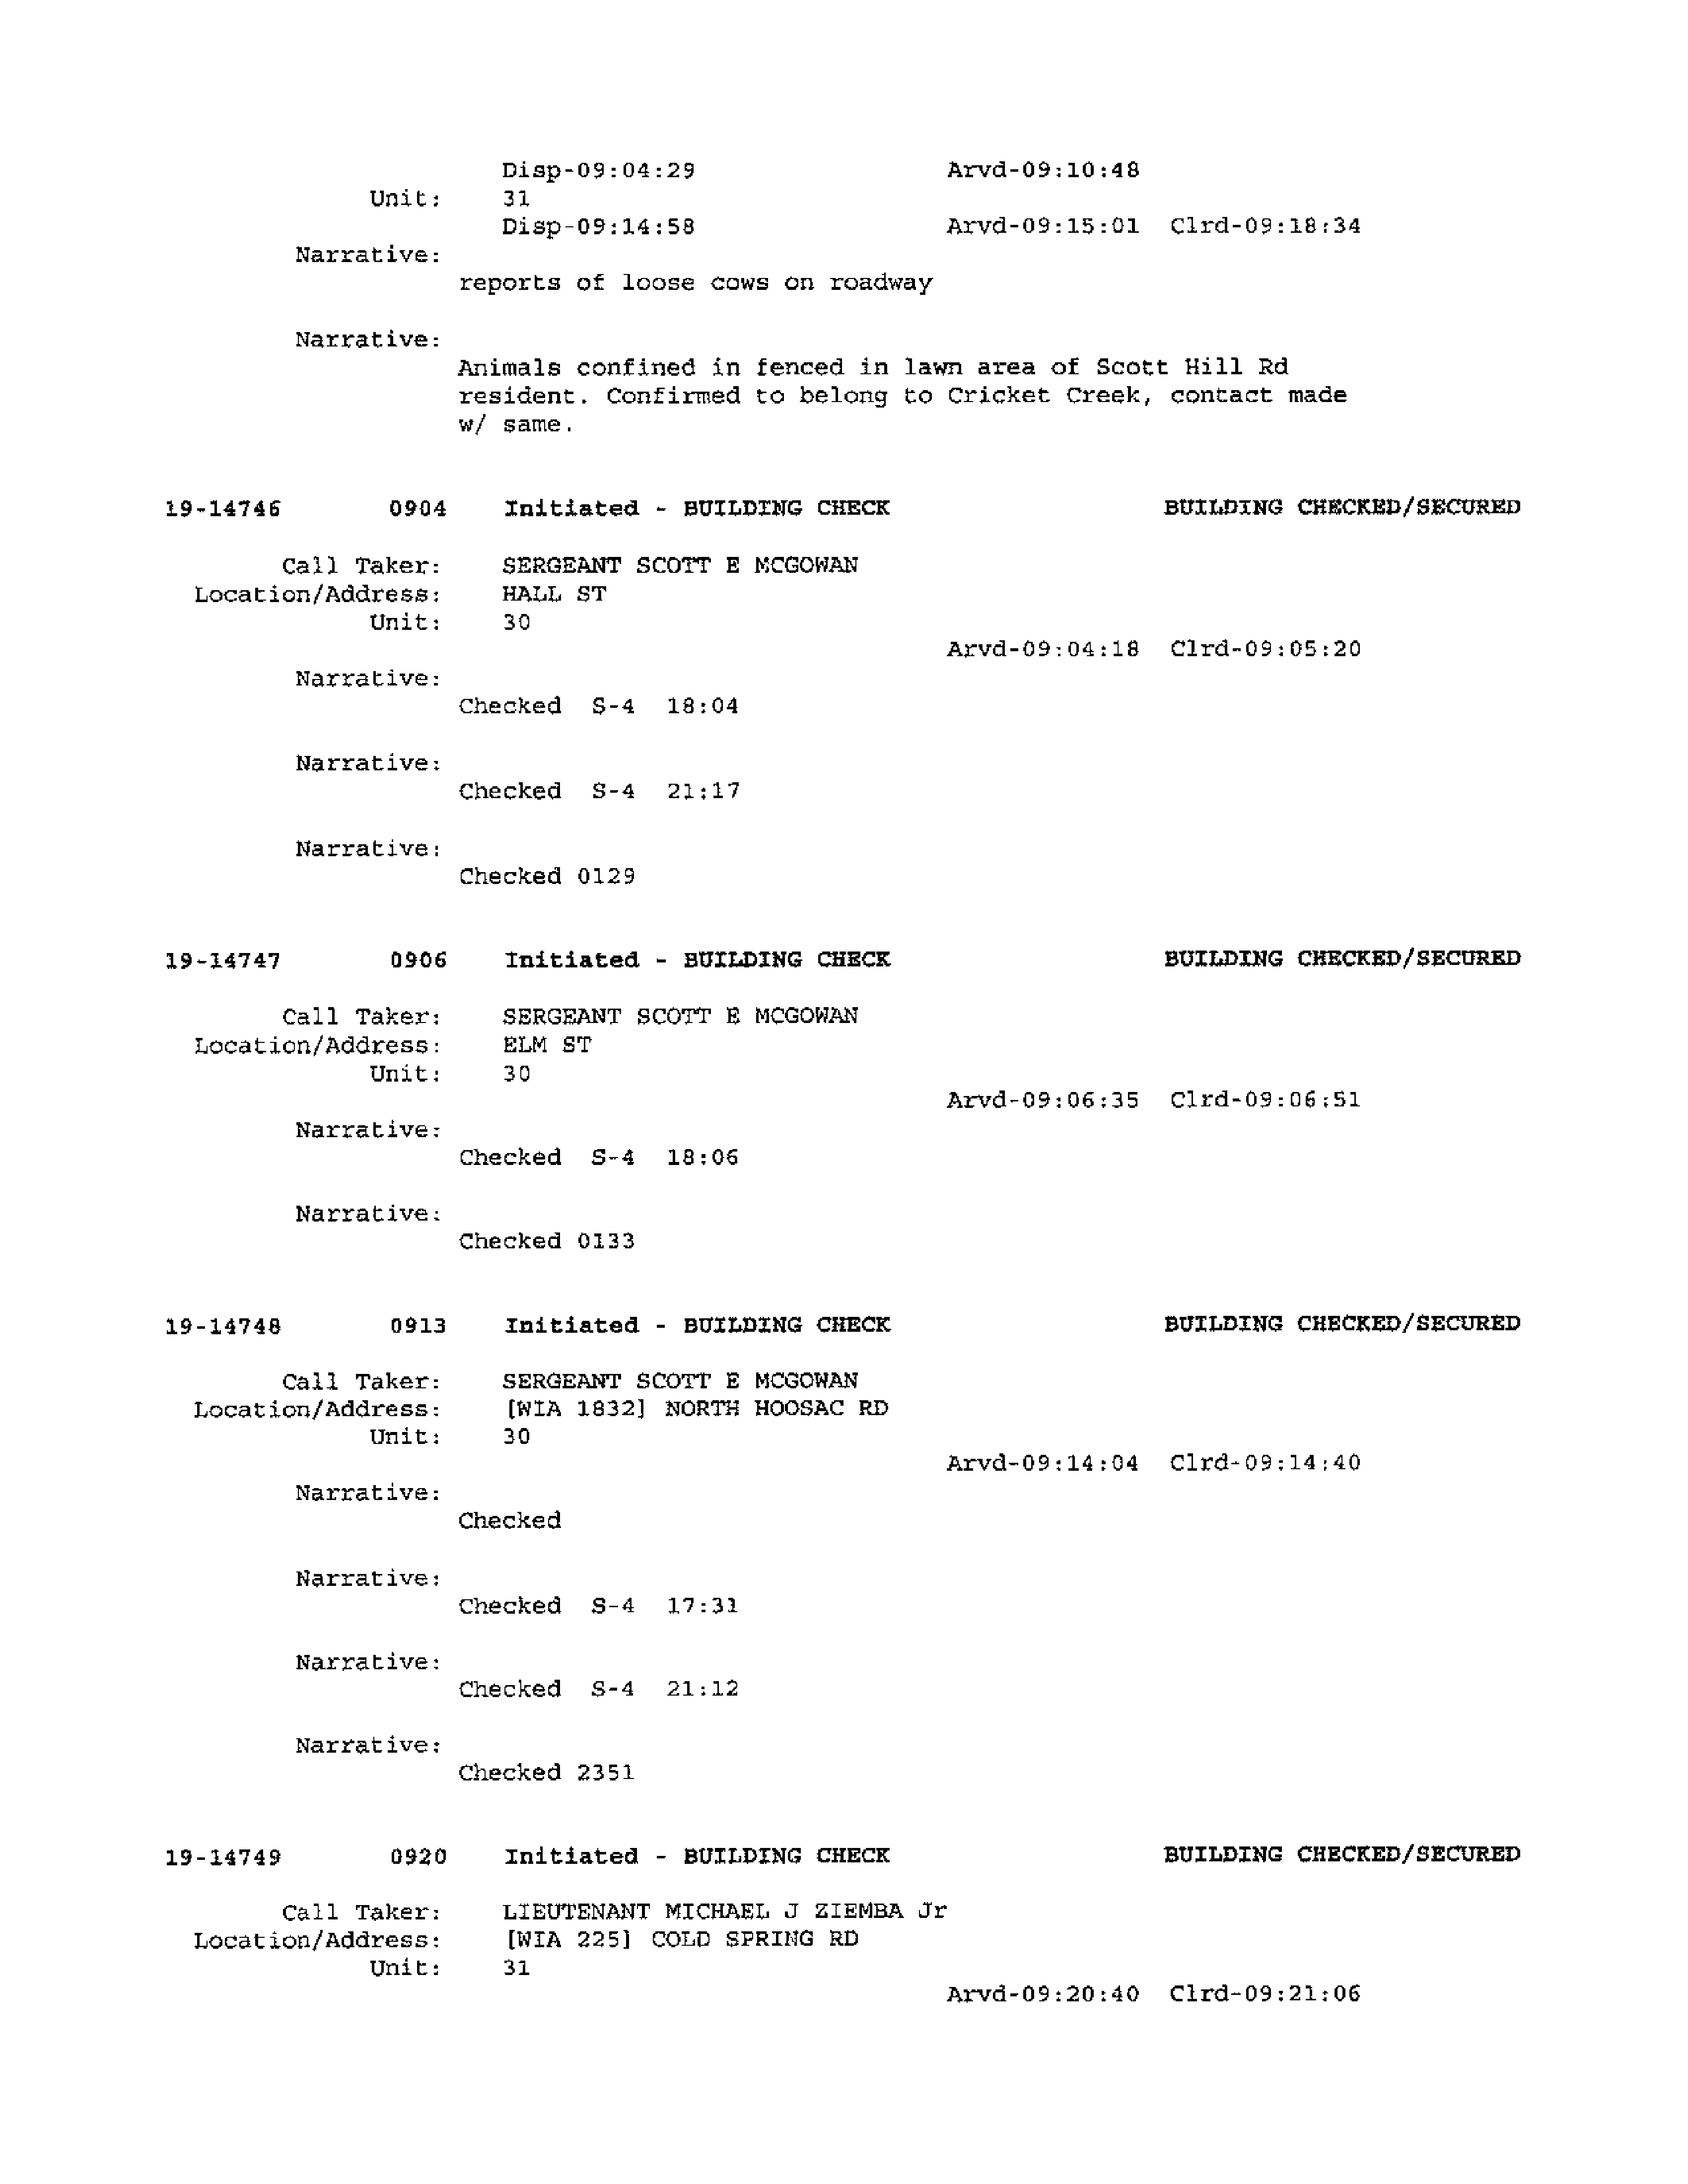 Disp-09:04:29 Arvd-09:10:48
Unit: 31
Disp-09:14:58 Arvd-09:15:01 Clrd-09:18:34
Narrative:
reports of loose cows on roadway
Narrative:
Animals confined in fenced in lawn area of Scott Hill Rd
resident. Confirmed to belong to Cricket Creek, contact made
w/ same.
19-14746 0904 Initiated - BUILDING CHECK BUILDING CHECKED/SECURED
Call Taker: SERGEANT SCOTT E MCGOWAN
Location/Address: HALL ST
Unit: 30
Arvd-09:04:18 Clrd-09:05:20
Narrative:
Checked S-4 18:04
Narrative:
Checked S-4 21:17
Narrative:
Checked 0129
19-14747 0906 Initiated - BUILDING CHECK BUILDING CHECKED/SECURED
Call Taker: SERGEANT SCOTT E MCGOWAN
Location/Address: ELM ST
Unit: 30
Arvd-09:06:35 Clrd-09:06:51
Narrative:
Checked S-4 18:06
Narrative:
Checked 0133
19-14748 0913 Initiated - BUILDING CHECK BUILDING CHECKED/SECURED
Call Taker: SERGEANT SCOTT E MCGOWAN
Location/Address: [WIA 1832] NORTH HOOSAC RD
Unit: 30
Arvd-09:14:04 Clrd-09:14:40
Narrative:
Checked
Narrative:
Checked S-4 17:31
Narrative:
Checked S-4 21:12
Narrative:
Checked 2351
19-14749 0920 Initiated - BUILDING CHECK BUILDING CHECKED/SECURED
Call Taker: LIEUTENANT MICHAEL J ZIEMBA Jr
Location/Address: [WIA 225] COLD SPRING RD
Unit: 31
Arvd-09:20:40 Clrd-09:21:06